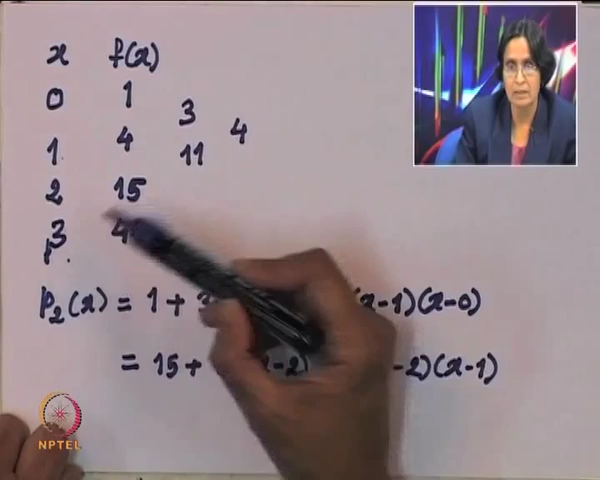 x f(x)
0 1
3
1 4 4
11
2 15
3 4
p₂(x) = 1 + (x-1)(x-0)
= 15 + x-2) -2)(x-1)
NPTEL